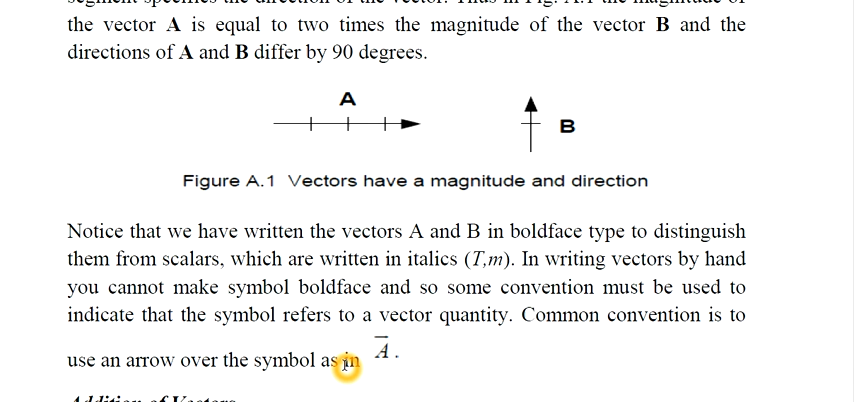 the vector A is equal to two times the magnitude of the vector B and the
directions of A and B differ by 90 degrees.
A
B
Figure A.1 Vectors have a magnitude and direction
Notice that we have written the vectors A and B in boldface type to distinguish
them from scalars, which are written in italics (T,m). In writing vectors by hand
you cannot make symbol boldface and so some convention must be used to
indicate that the symbol refers to a vector quantity. Common convention is to
use an arrow over the symbol as in A⃗ .